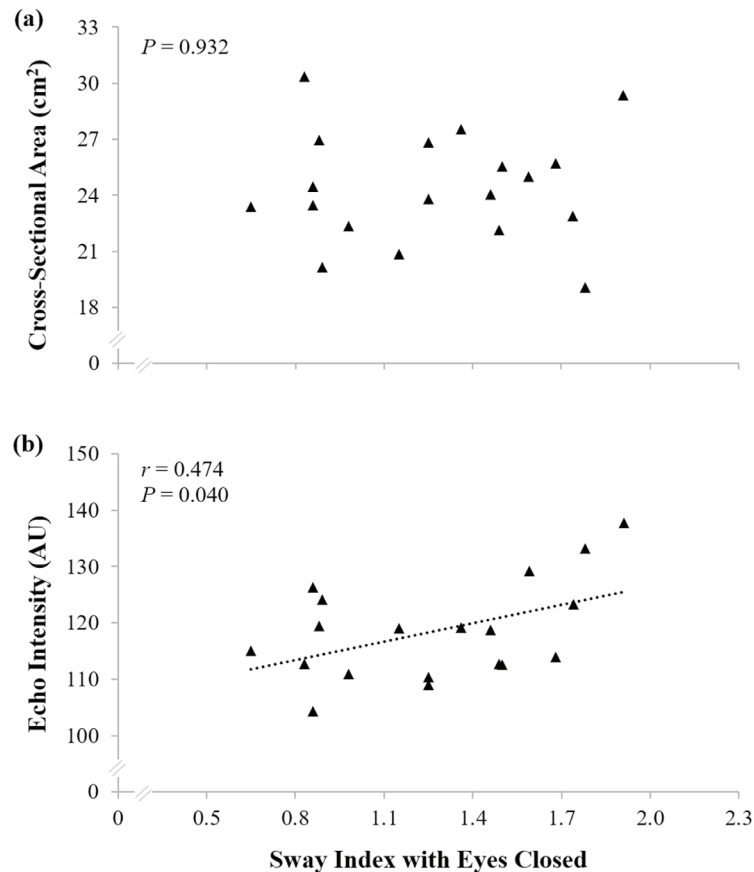 (a)
P = 0.932
Cross-Sectional Area (cm²)
33
30
27
24
21
18
0
(b)
r = 0.474
P = 0.040
Echo Intensity (AU)
150
140
130
120
110
100
0
0 0.5 0.8 1.1 1.4 1.7 2.0 2.3
Sway Index with Eyes Closed